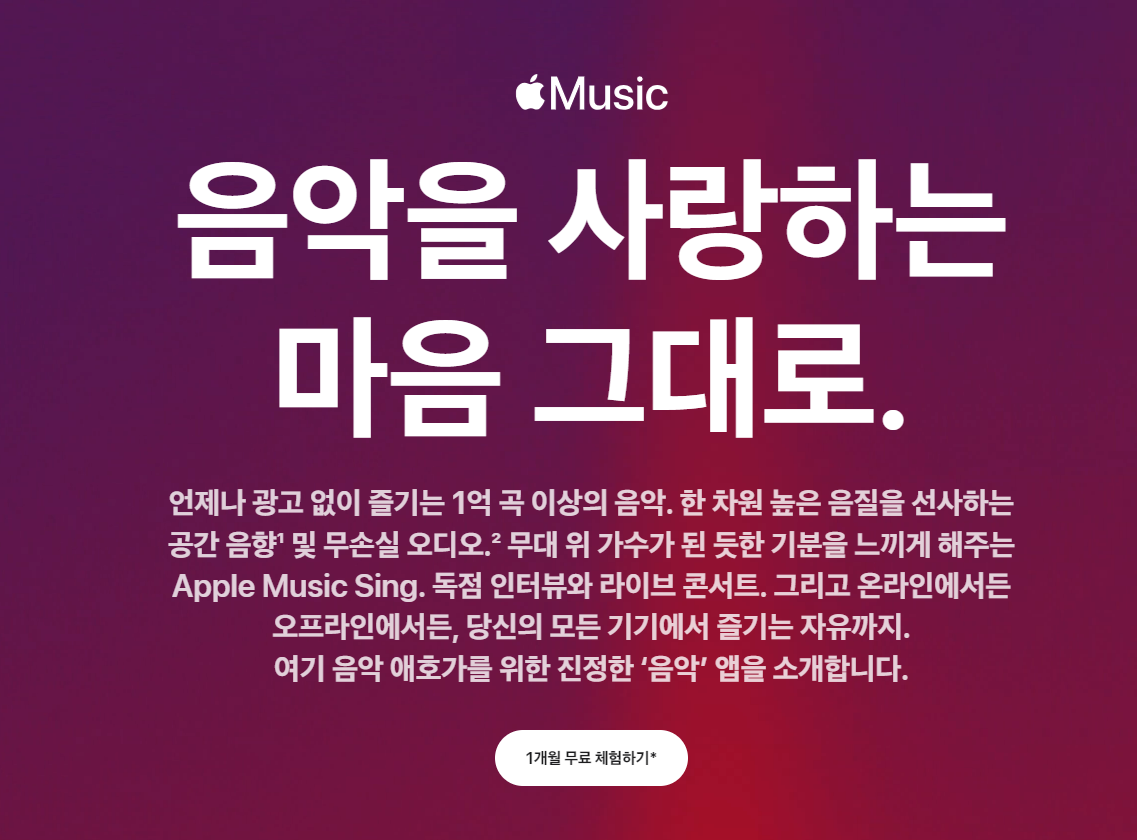 Music
음악을 사랑하는
마음 그대로.
언제나 광고 없이 즐기는 1억 곡 이상의 음악. 한 차원 높은 음질을 선사하는
공간 음향¹ 및 무손실 오디오.² 무대 위 가수가 된 듯한 기분을 느끼게 해주는
Apple Music Sing. 독점 인터뷰와 라이브 콘서트. 그리고 온라인에서든
오프라인에서든, 당신의 모든 기기에서 즐기는 자유까지.
여기 음악 애호가를 위한 진정한 ‘음악’ 앱을 소개합니다.
1개월 무료 체험하기*